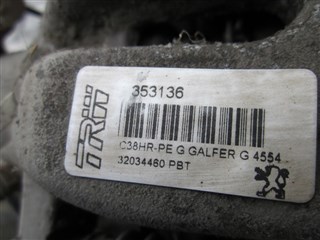 TRW
353136
C38HR-PE G GALFER G 4554
32034460 PBT